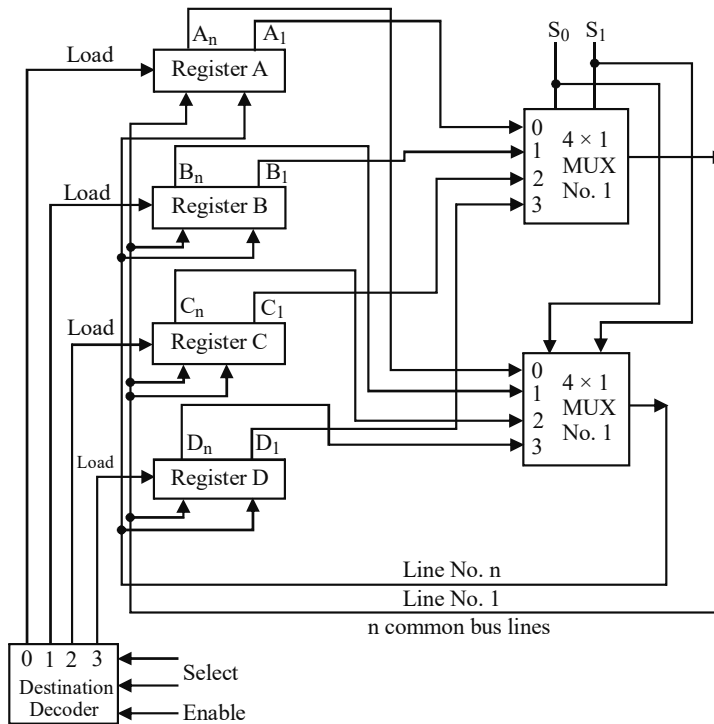 Aₙ
A₁
S₀
S₁
Load
Register A
0
1
2
3
4 × 1
MUX
No. 1
Bₙ
B₁
Load
Register B
Cₙ
C₁
Load
Register C
0
1
2
3
4 × 1
MUX
No. 1
Dₙ
D₁
Load
Register D
Line No. n
Line No. 1
n common bus lines
0 1 2 3
Destination
Decoder
Select
Enable